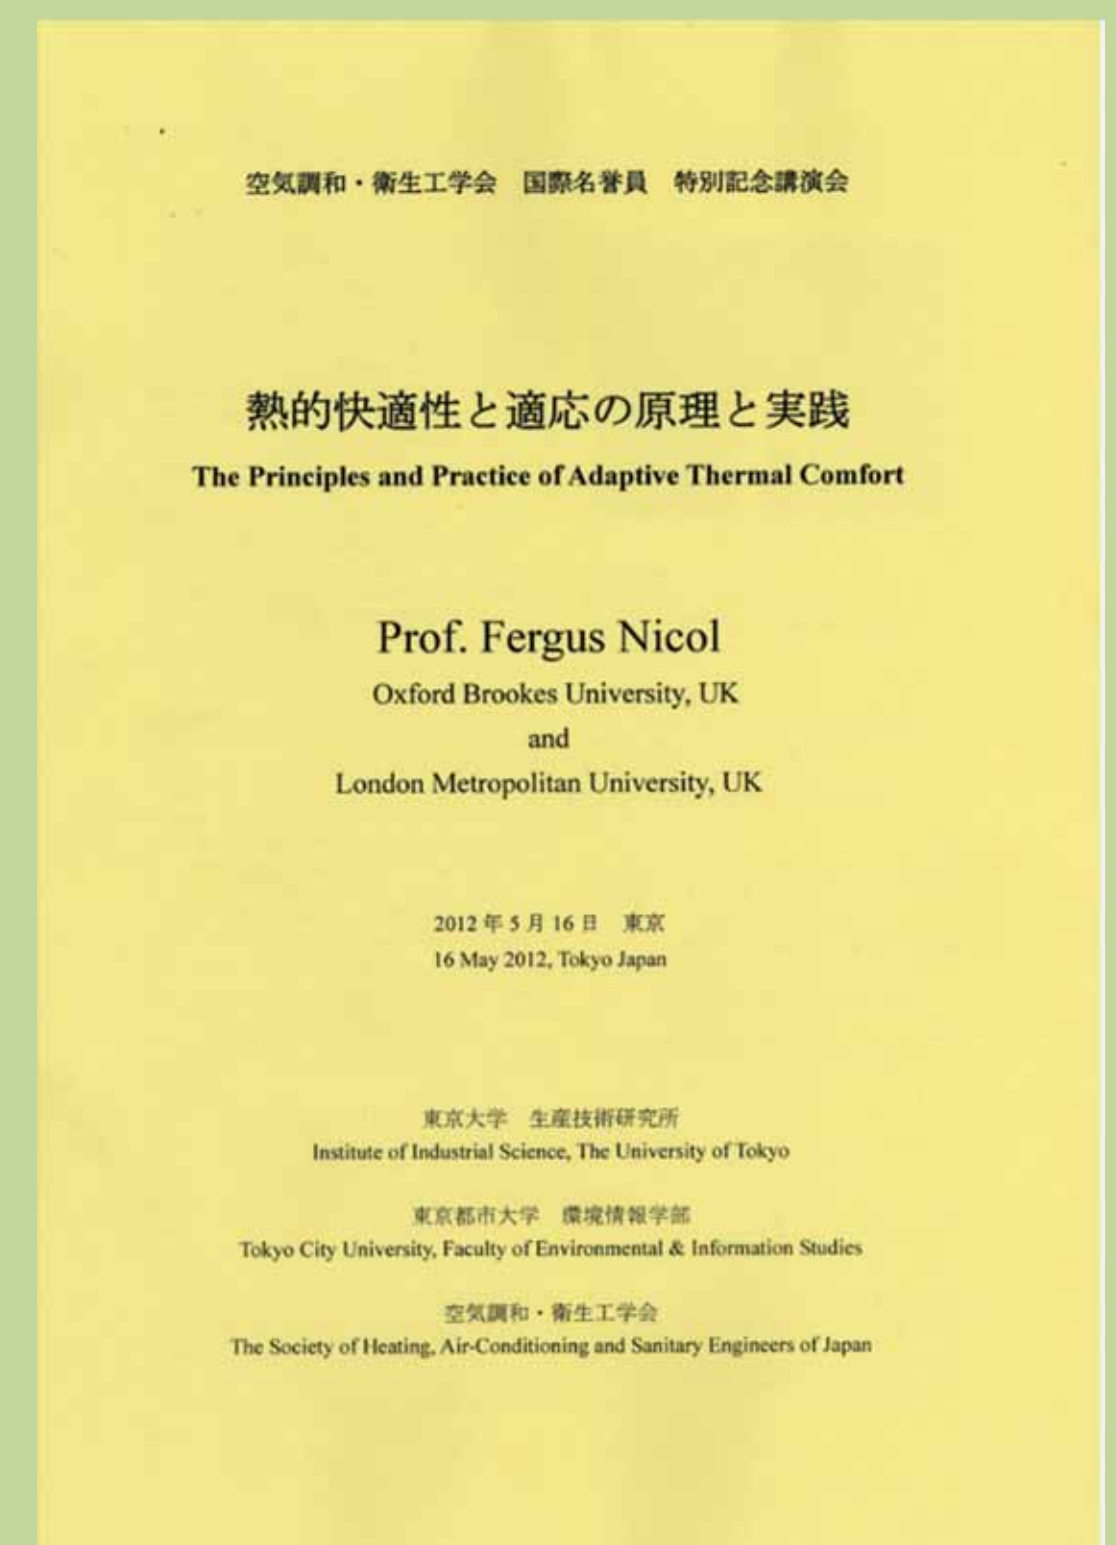 空気調和・衛生工学会　国際名誉員　特別記念講演会
熱的快適性と適応の原理と実践
The Principles and Practice of Adaptive Thermal Comfort
Prof. Fergus Nicol
Oxford Brookes University, UK
and
London Metropolitan University, UK
2012 年 5 月 16 日　東京
16 May 2012, Tokyo Japan
東京大学　生産技術研究所
Institute of Industrial Science, The University of Tokyo
東京都市大学　環境情報学部
Tokyo City University, Faculty of Environmental & Information Studies
空気調和・衛生工学会
The Society of Heating, Air-Conditioning and Sanitary Engineers of Japan